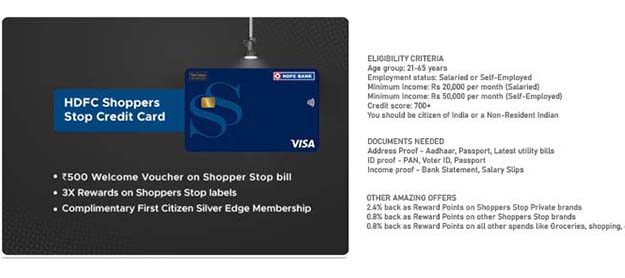 HDFC Shoppers
Stop Credit Card
HDFC BANK
SS
VISA
• ₹500 Welcome Voucher on Shopper Stop bill
• 3X Rewards on Shoppers Stop labels
• Complimentary First Citizen Silver Edge Membership
ELIGIBILITY CRITERIA
Age group: 21-65 years
Employment status: Salaried or Self-Employed
Minimum Income: Rs 20,000 per month (Salaried)
Minimum Income: Rs 50,000 per month (Self-Employed)
Credit score: 700+
You should be citizen of India or a Non-Resident Indian
DOCUMENTS NEEDED
Address Proof - Aadhaar, Passport, Latest utility bills
ID proof - PAN, Voter ID, Passport
Income proof - Bank Statement, Salary Slips
OTHER AMAZING OFFERS
2.4% back as Reward Points on Shoppers Stop Private brands
0.8% back as Reward Points on other Shoppers Stop brands
0.8% back as Reward Points on all other spends like Groceries, shopping,